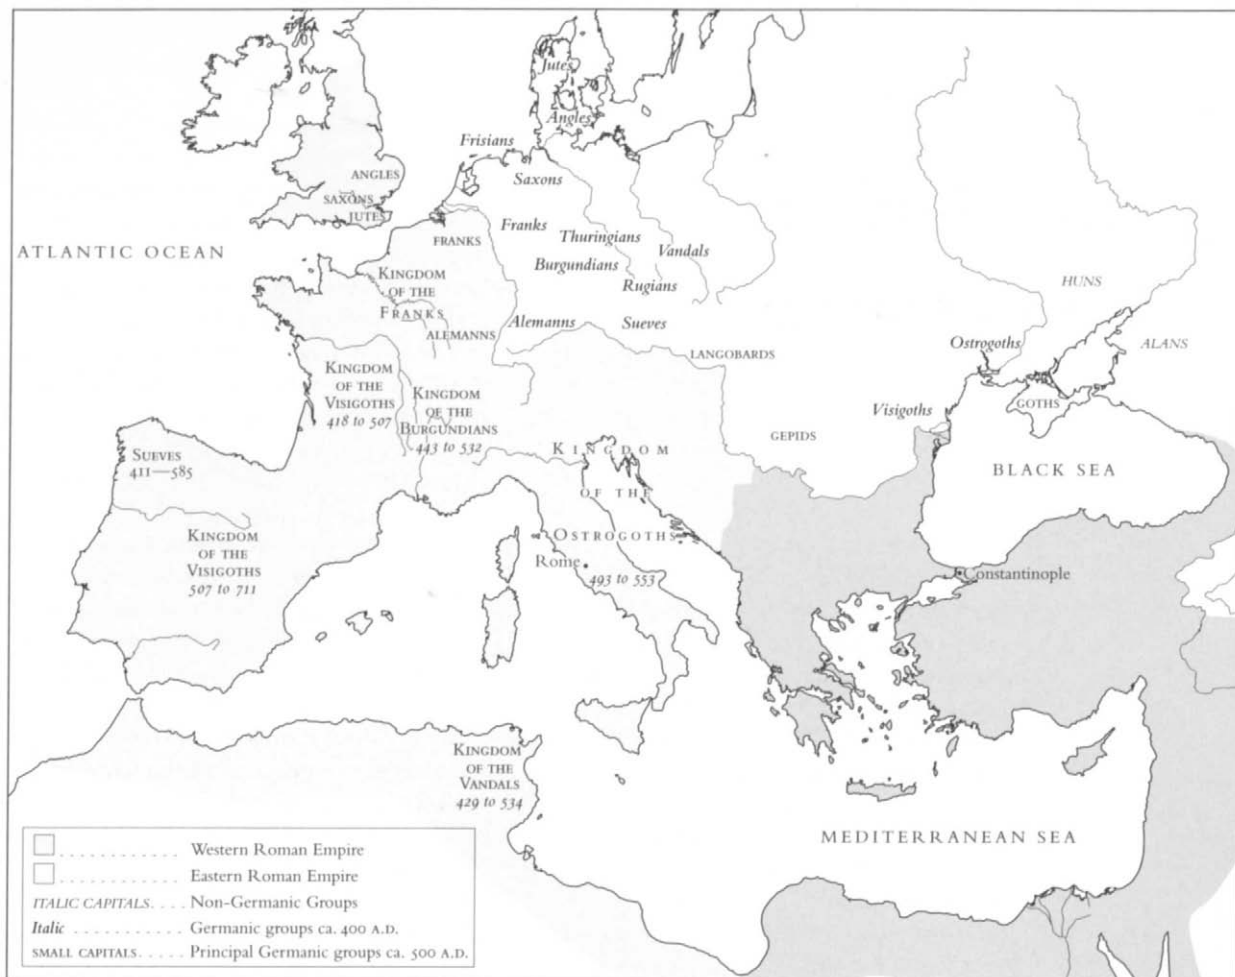 Jutes
Angles
Frisians
Saxons
ANGLES
SAXONS
JUTES
Franks
FRANKS
Thuringians
Vandals
Burgundians
Rugians
ATLANTIC OCEAN
KINGDOM
OF THE
FRANKS
HUNS
Alemanns
Sueves
ALEMANNS
Ostrogoths
ALANS
LANGOBARDS
KINGDOM
OF THE
VISIGOTHS
418 to 507
KINGDOM
OF THE
BURGUNDIANS
443 to 532
Visigoths
GOTHS
GEPIDS
SUEVES
411—585
KINGDOM
OF THE
OSTROGOTHS
493 to 553
BLACK SEA
KINGDOM
OF THE
VISIGOTHS
507 to 711
Rome
Constantinople
KINGDOM
OF THE
VANDALS
429 to 534
MEDITERRANEAN SEA
. . . . . . . . . . . . Western Roman Empire
. . . . . . . . . . . . Eastern Roman Empire
ITALIC CAPITALS. . . . Non-Germanic Groups
Italic . . . . . . . . . . . Germanic groups ca. 400 A.D.
SMALL CAPITALS. . . . . Principal Germanic groups ca. 500 A.D.